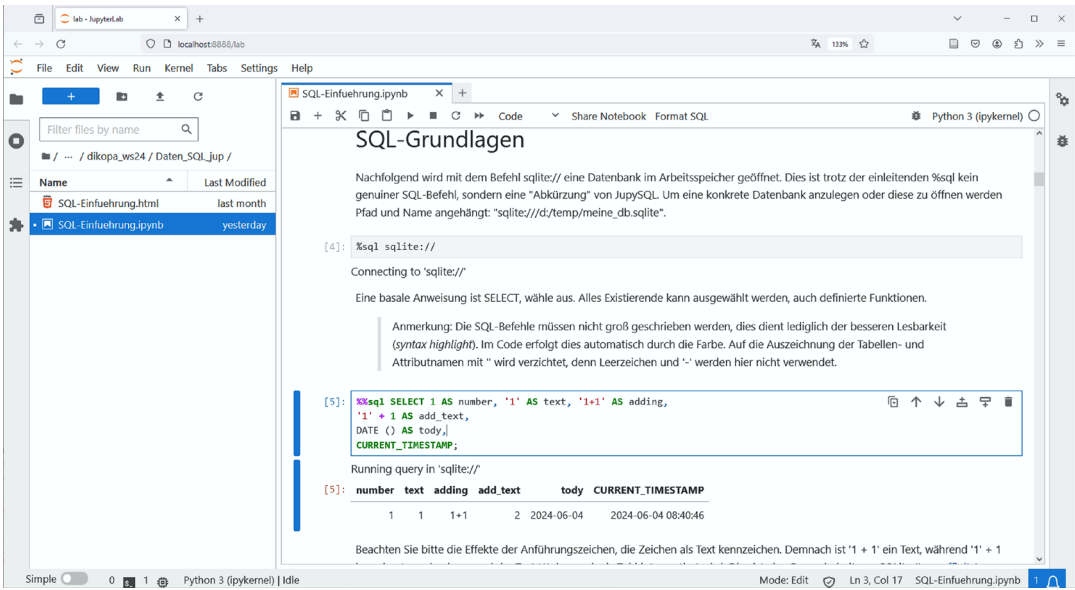 lab - JupyterLab
localhost:8888/lab
133%
File Edit View Run Kernel Tabs Settings Help
SQL-Einfuehrung.ipynb
Code
Share Notebook Format SQL
Python 3 (ipykernel)
Filter files by name
/ ··· / dikopa_ws24 / Daten_SQL_jup /
Name Last Modified
SQL-Einfuehrung.html last month
SQL-Einfuehrung.ipynb yesterday
SQL-Grundlagen
Nachfolgend wird mit dem Befehl sqlite:// eine Datenbank im Arbeitsspeicher geöffnet. Dies ist trotz der einleitenden %sql kein
genuiner SQL-Befehl, sondern eine "Abkürzung" von JupySQL. Um eine konkrete Datenbank anzulegen oder diese zu öffnen werden
Pfad und Name angehängt: "sqlite:///d:/temp/meine_db.sqlite".
[4]: %sql sqlite://
Connecting to 'sqlite://'
Eine basale Anweisung ist SELECT, wähle aus. Alles Existierende kann ausgewählt werden, auch definierte Funktionen.
Anmerkung: Die SQL-Befehle müssen nicht groß geschrieben werden, dies dient lediglich der besseren Lesbarkeit
(syntax highlight). Im Code erfolgt dies automatisch durch die Farbe. Auf die Auszeichnung der Tabellen- und
Attributnamen mit '' wird verzichtet, denn Leerzeichen und '-' werden hier nicht verwendet.
[5]: %%sql SELECT 1 AS number, '1' AS text, '1+1' AS adding,
'1' + 1 AS add_text,
DATE () AS tody,
CURRENT_TIMESTAMP;
Running query in 'sqlite://'
[5]: number text adding add_text tody CURRENT_TIMESTAMP
1 1 1+1 2 2024-06-04 2024-06-04 08:40:46
Beachten Sie bitte die Effekte der Anführungszeichen, die Zeichen als Text kennzeichen. Demnach ist '1 + 1' ein Text, während '1' + 1
Simple 0 1 Python 3 (ipykernel) | Idle
Mode: Edit Ln 3, Col 17 SQL-Einfuehrung.ipynb 1